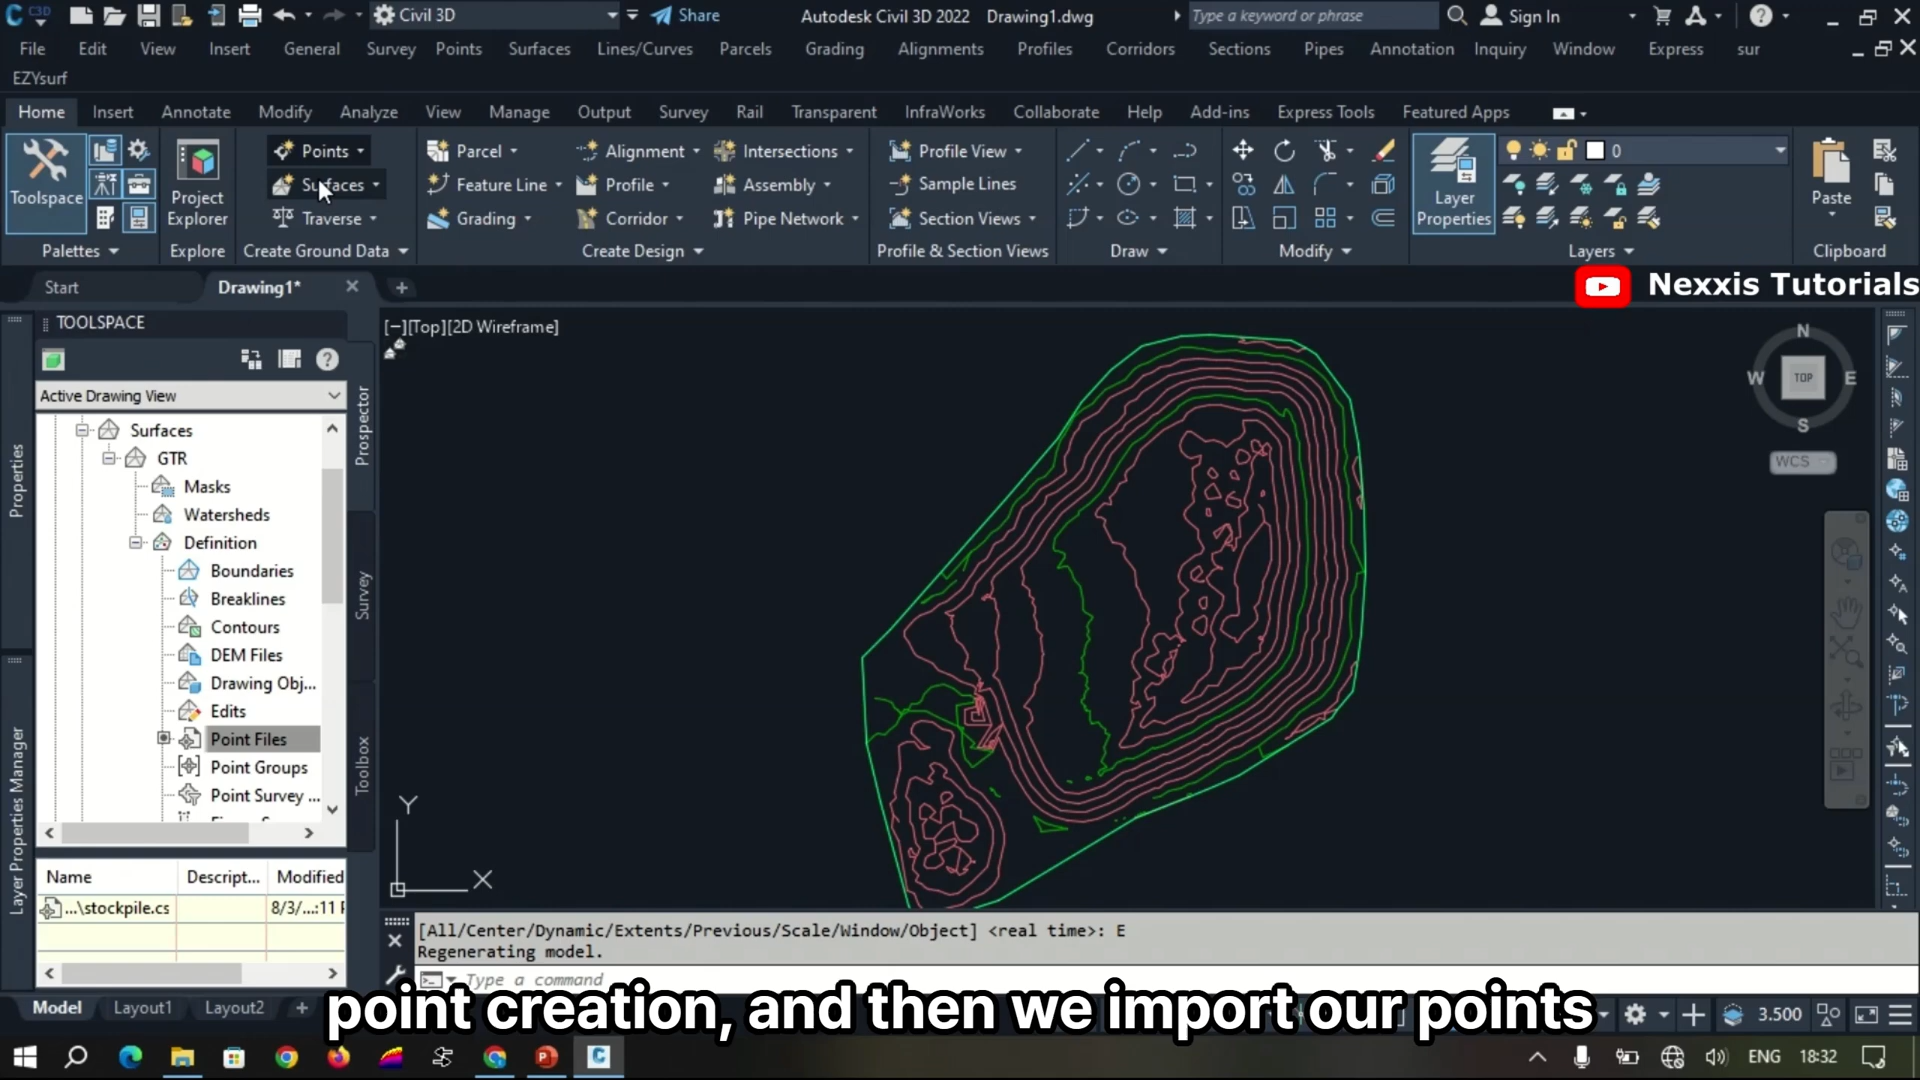 Civil 3D
Share
Autodesk Civil 3D 2022 Drawing1.dwg
Type a keyword or phrase
Sign In
File Edit View Insert General Survey Points Surfaces Lines/Curves Parcels Grading Alignments Profiles Corridors Sections Pipes Annotation Inquiry Window Express sur
EZYsurf
Home Insert Annotate Modify Analyze View Manage Output Survey Rail Transparent InfraWorks Collaborate Help Add-ins Express Tools Featured Apps
Points Parcel Alignment Intersections Profile View 0
Surfaces Feature Line Profile Assembly Sample Lines
Toolspace Project Explorer Layer Properties Paste
Traverse Grading Corridor Pipe Network Section Views
Palettes Explore Create Ground Data Create Design Profile & Section Views Draw Modify Layers Clipboard
Start Drawing1*
Nexxis Tutorials
TOOLSPACE
[–][Top][2D Wireframe]
N
W TOP E
S
WCS
Active Drawing View
Surfaces
GTR
Masks
Watersheds
Definition
Boundaries
Breaklines
Contours
DEM Files
Drawing Obj...
Edits
Point Files
Point Groups
Point Survey ...
Prospector
Survey
Toolbox
Properties
Layer Properties Manager
Y
X
Name Descript... Modified
...\stockpile.cs 8/3/...:11
[All/Center/Dynamic/Extents/Previous/Scale/Window/Object] <real time>: E
Regenerating model.
Type a command
point creation, and then we import our points
Model Layout1 Layout2 +
3.500
ENG 18:32